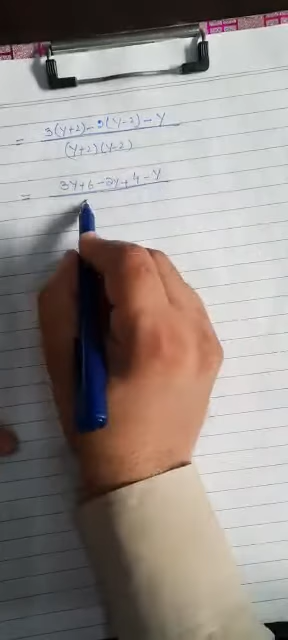 = 3(y+2)-2(y-2)-y
(y+2)(y-2)
= 3y+6-2y+4-y